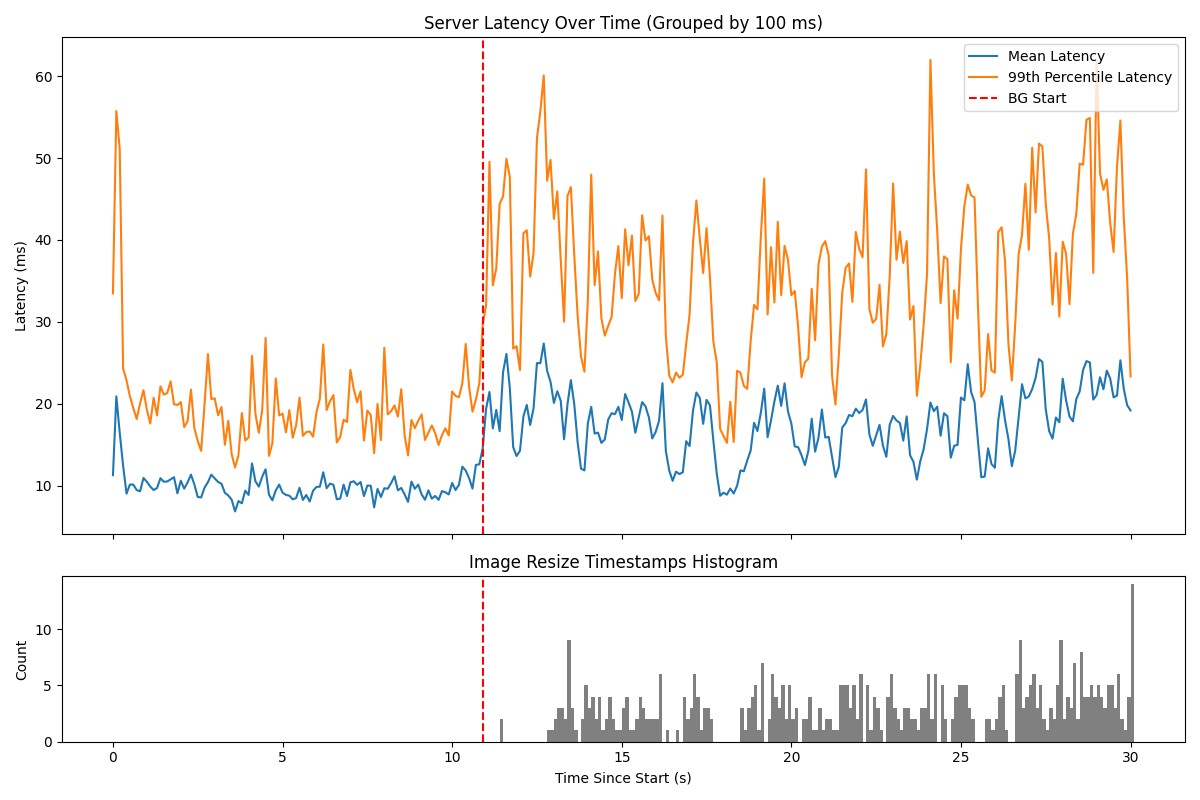 Server Latency Over Time (Grouped by 100 ms)
Mean Latency
99th Percentile Latency
BG Start
Latency (ms)
60
50
40
30
20
10
Image Resize Timestamps Histogram
Count
10
5
0
0 5 10 15 20 25 30
Time Since Start (s)